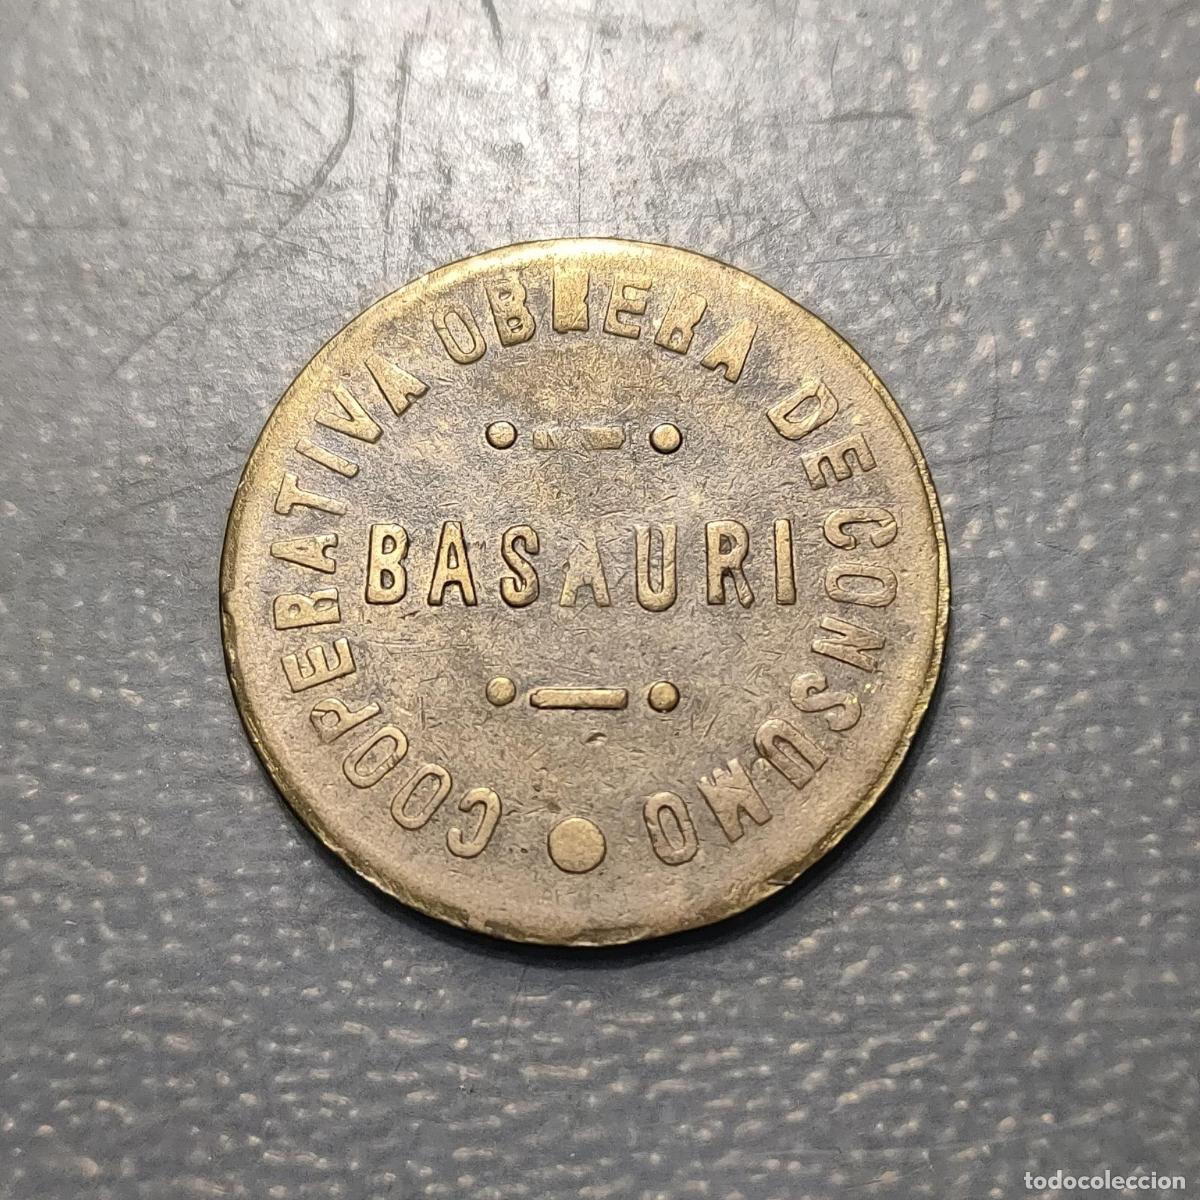 COOPERATIVA OBRERA DE CONSUMO
BASAURI
todocoleccion